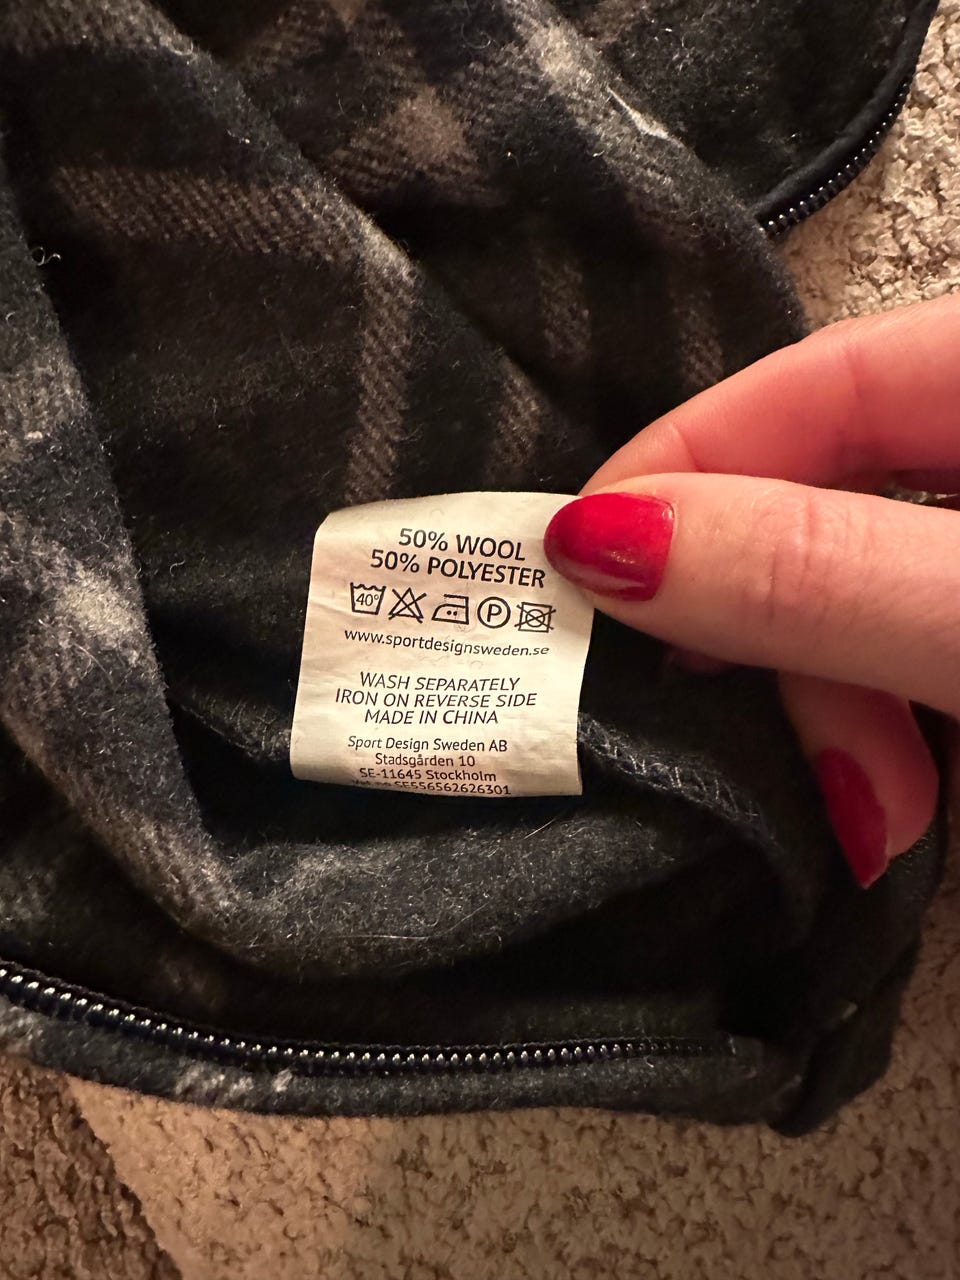 50% WOOL
50% POLYESTER
40°
P
www.sportdesignsweden.se
WASH SEPARATELY
IRON ON REVERSE SIDE
MADE IN CHINA
Sport Design Sweden AB
Stadsgården 10
SE-11645 Stockholm
SE556562626301